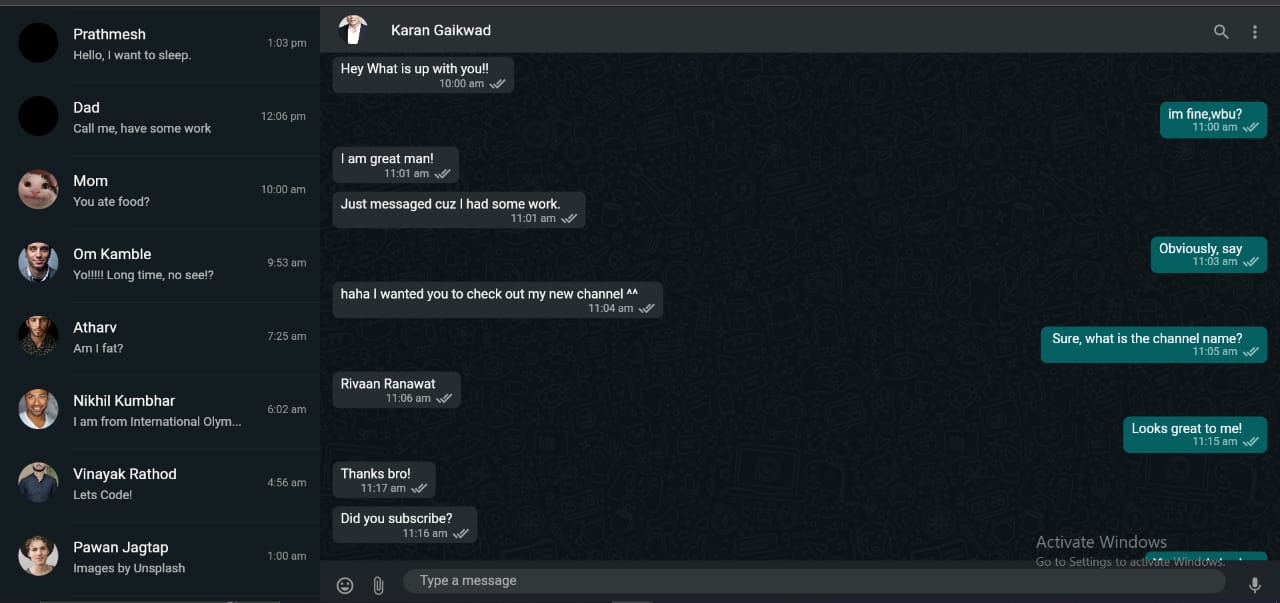 Prathmesh
1:03 pm
Hello, I want to sleep.
Dad
12:06 pm
Call me, have some work
Mom
10:00 am
You ate food?
Om Kamble
9:53 am
Yo!!!!! Long time, no see!?
Atharv
7:25 am
Am I fat?
Nikhil Kumbhar
6:02 am
I am from International Olym...
Vinayak Rathod
4:56 am
Lets Code!
Pawan Jagtap
1:00 am
Images by Unsplash
Karan Gaikwad
Hey What is up with you!!
10:00 am
im fine,wbu?
11:00 am
I am great man!
11:01 am
Just messaged cuz I had some work.
11:01 am
Obviously, say
11:03 am
haha I wanted you to check out my new channel ^^
11:04 am
Sure, what is the channel name?
11:05 am
Rivaan Ranawat
11:06 am
Looks great to me!
11:15 am
Thanks bro!
11:17 am
Did you subscribe?
11:16 am
Activate Windows
Go to Settings to activate Windows.
Type a message